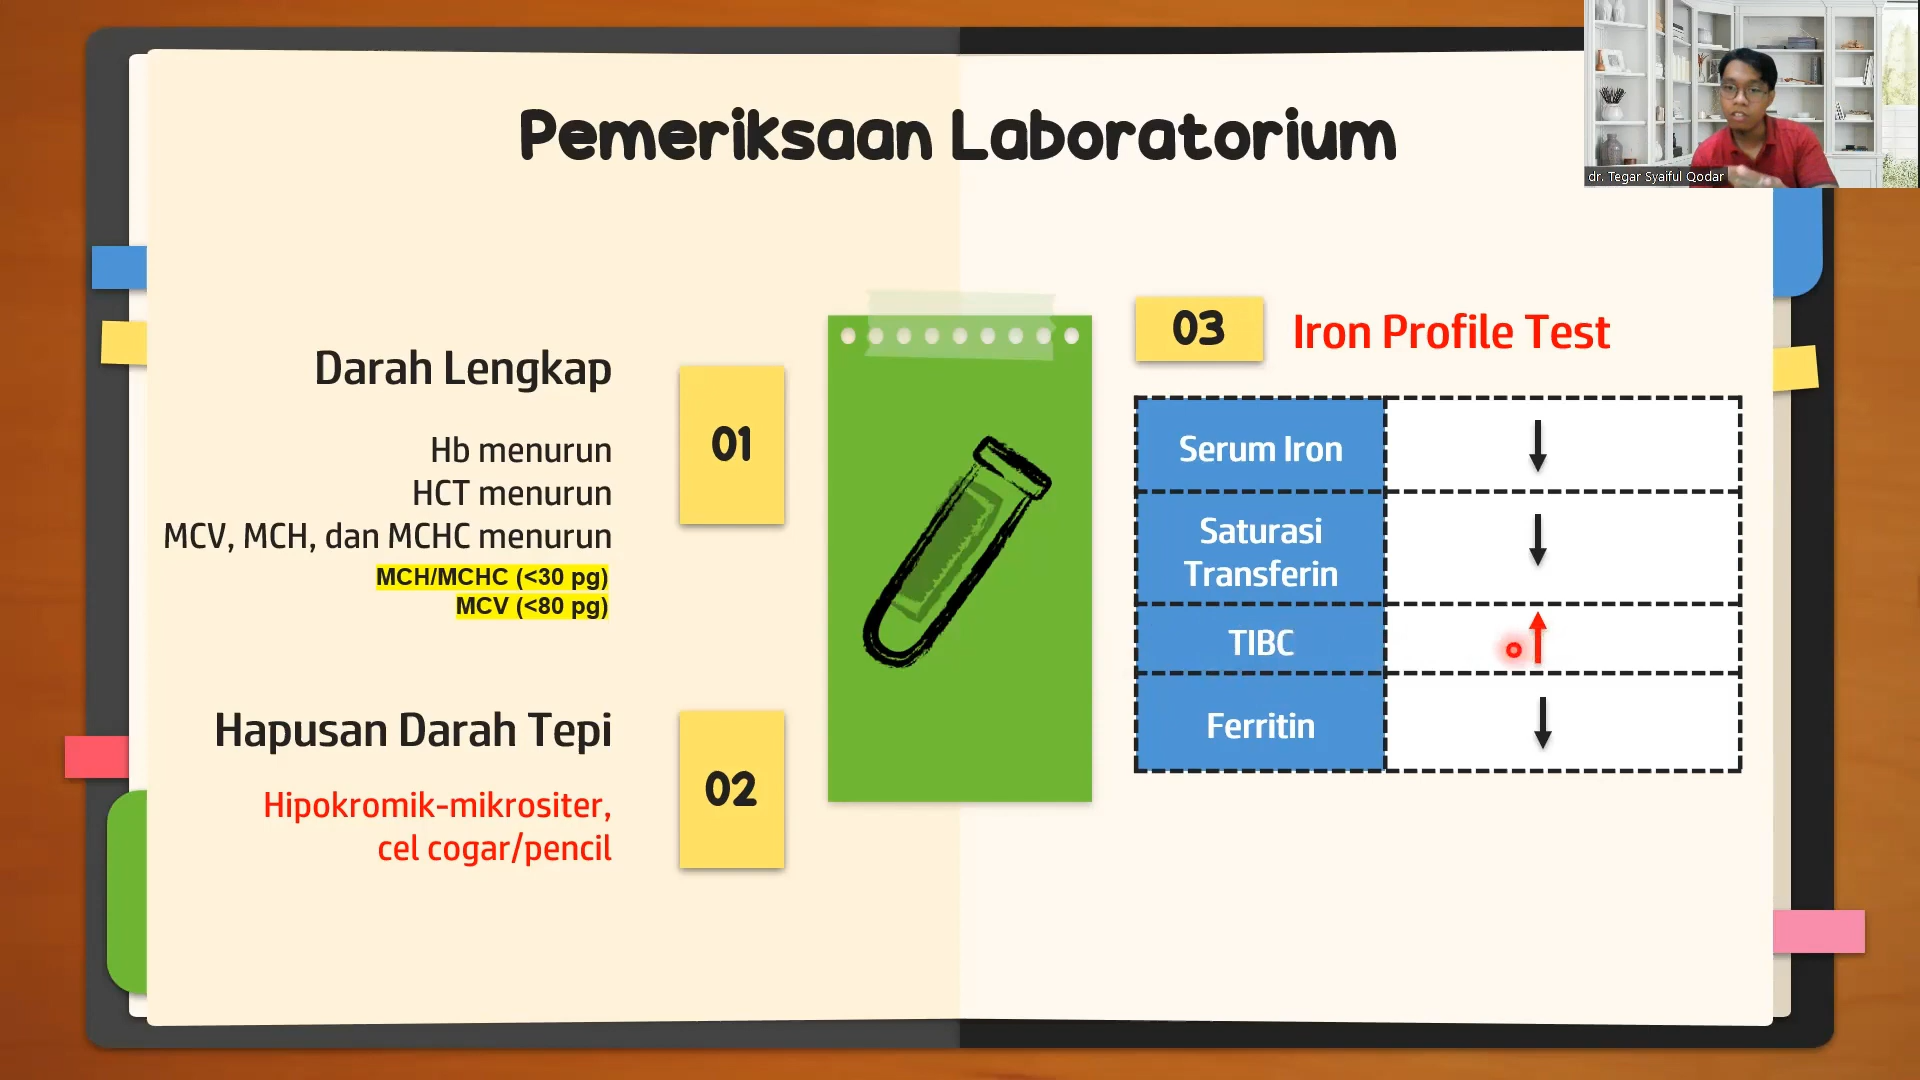 Pemeriksaan Laboratorium
dr. Tegar Syaiful Qodar
Darah Lengkap
01
Hb menurun
HCT menurun
MCV, MCH, dan MCHC menurun
MCH/MCHC (<30 pg)
MCV (<80 pg)
Hapusan Darah Tepi
02
Hipokromik-mikrositer,
cel cogar/pencil
03
Iron Profile Test
Serum Iron
Saturasi
Transferin
TIBC
Ferritin